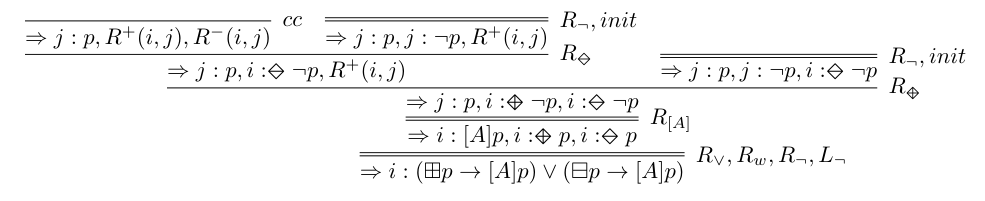 cc R¬, init
⇒ j : p, R⁺(i, j), R⁻(i, j) ⇒ j : p, j : ¬p, R⁺(i, j)
R◇- R¬, init
⇒ j : p, i :◇- ¬p, R⁺(i, j) ⇒ j : p, j : ¬p, i :◇- ¬p
R◇+
⇒ j : p, i :◇+ ¬p, i :◇- ¬p
R[A]
⇒ i : [A]p, i :◇+ p, i :◇- p
R∨, Rw, R¬, L¬
⇒ i : (⊞p → [A]p) ∨ (⊟p → [A]p)